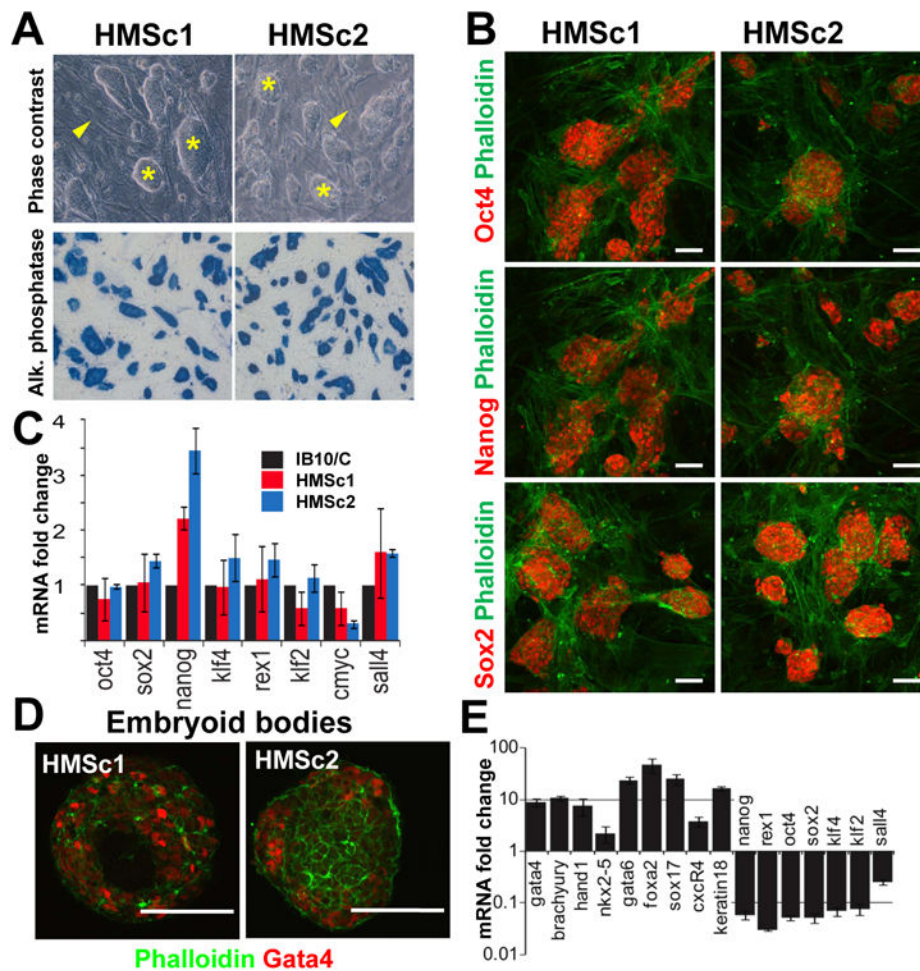 A
HMSc1
HMSc2
Phase contrast
Alk. phosphatase
B
HMSc1
HMSc2
Oct4 Phalloidin
Nanog Phalloidin
Sox2 Phalloidin
C
mRNA fold change
4
3
2
1
IB10/C
HMSc1
HMSc2
oct4
sox2
nanog
klf4
rex1
klf2
cmyc
sall4
D
Embryoid bodies
HMSc1
HMSc2
Phalloidin Gata4
E
mRNA fold change
100
10
1
0.1
0.01
gata4
brachyury
hand1
nkx2-5
gata6
foxa2
sox17
cxcR4
keratin18
nanog
rex1
oct4
sox2
klf4
klf2
sall4